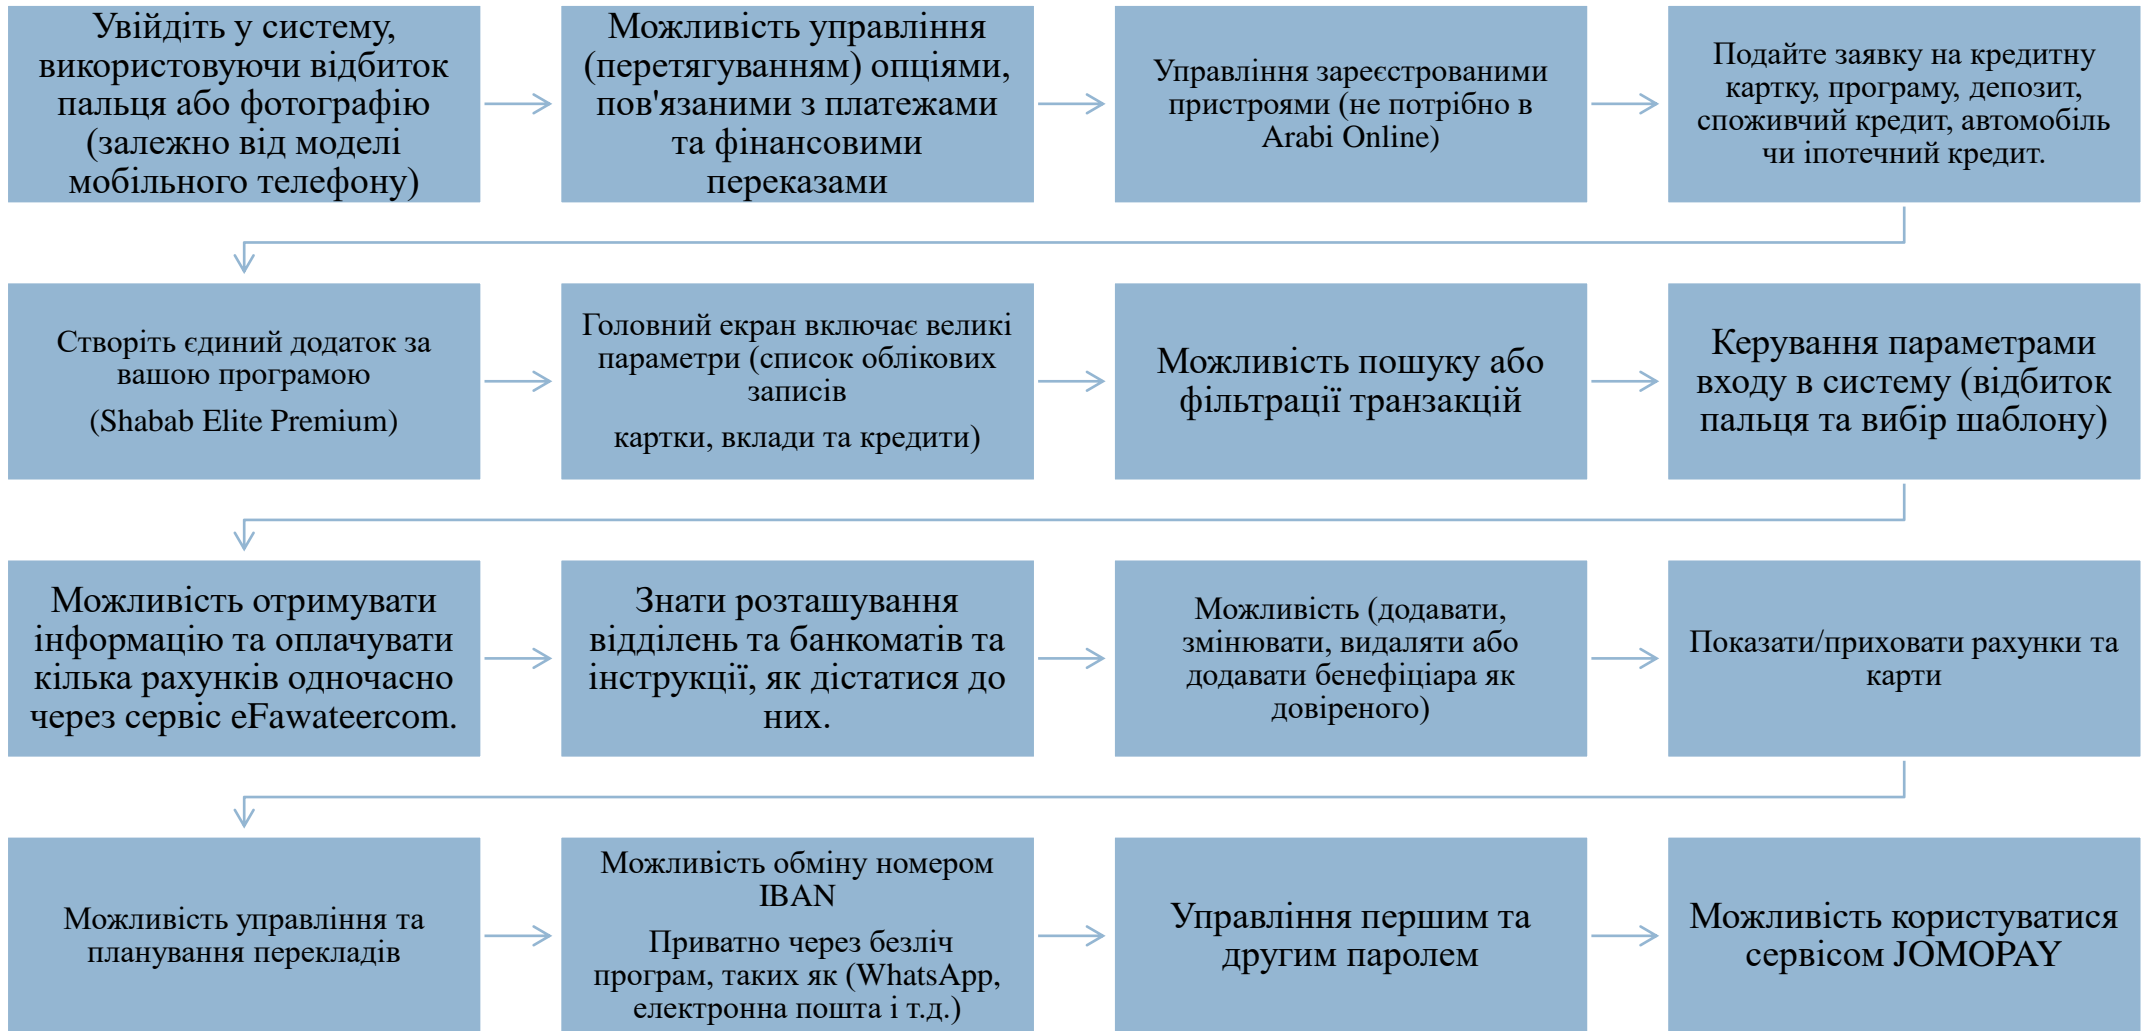 Увійдіть у систему,
використовуючи відбиток
пальця або фотографію
(залежно від моделі
мобільного телефону)
Можливість управління
(перетягуванням) опціями,
пов'язаними з платежами
та фінансовими
переказами
Управління зареєстрованими
пристроями (не потрібно в
Arabi Online)
Подайте заявку на кредитну
картку, програму, депозит,
споживчий кредит, автомобіль
чи іпотечний кредит.
Створіть єдиний додаток за
вашою програмою
(Shabab Elite Premium)
Головний екран включає великі
параметри (список облікових
записів
картки, вклади та кредити)
Можливість пошуку або
фільтрації транзакцій
Керування параметрами
входу в систему (відбиток
пальця та вибір шаблону)
Можливість отримувати
інформацію та оплачувати
кілька рахунків одночасно
через сервіс eFawateercom.
Знати розташування
відділень та банкоматів та
інструкції, як дістатися до
них.
Можливість (додавати,
змінювати, видаляти або
додавати бенефіціара як
довіреного)
Показати/приховати рахунки та
карти
Можливість управління та
планування перекладів
Можливість обміну номером
IBAN
Приватно через безліч
програм, таких як (WhatsApp,
електронна пошта і т.д.)
Управління першим та
другим паролем
Можливість користуватися
сервісом JOMOPAY